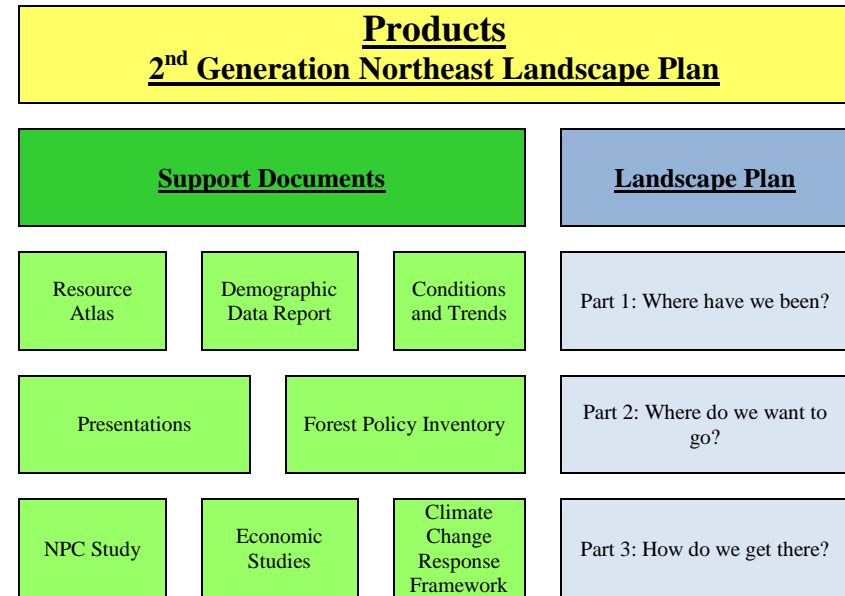 Products
2nd Generation Northeast Landscape Plan
Support Documents
Landscape Plan
Resource
Atlas
Demographic
Data Report
Conditions
and Trends
Part 1: Where have we been?
Presentations
Forest Policy Inventory
Part 2: Where do we want to
go?
NPC Study
Economic
Studies
Climate
Change
Response
Framework
Part 3: How do we get there?